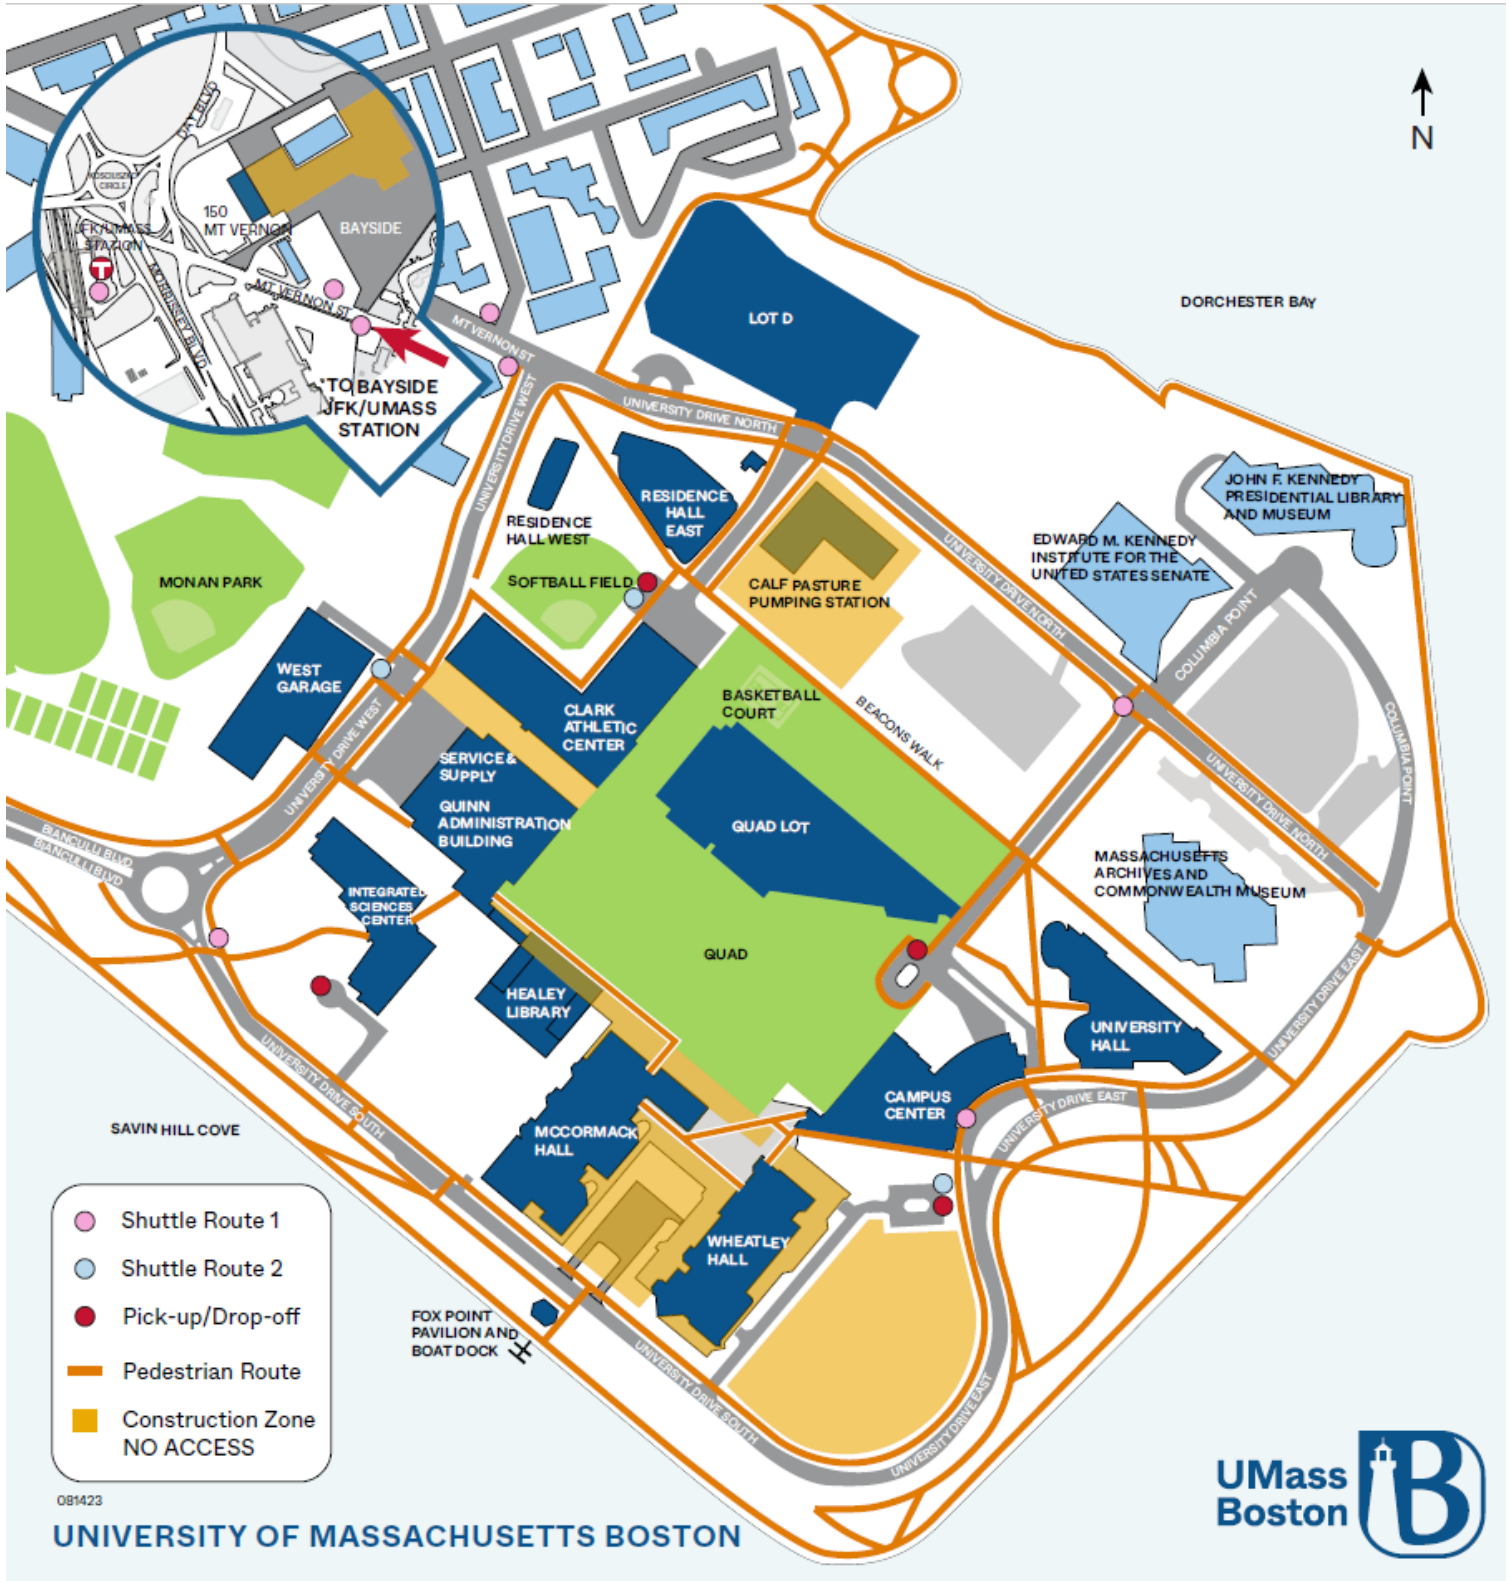 DAY BLVD
KOSCIUSZKO
CIRCLE
150
MT VERNON
BAYSIDE
JFK/UMASS
STATION
T
MORRISSEY BLVD
MT VERNON ST
*TO BAYSIDE
JFK/UMASS
STATION
N
DORCHESTER BAY
LOT D
MT VERNON ST
UNIVERSITY DRIVE WEST
UNIVERSITY DRIVE NORTH
RESIDENCE
HALL
EAST
RESIDENCE
HALL WEST
SOFTBALL FIELD
MONAN PARK
CALF PASTURE
PUMPING STATION
UNIVERSITY DRIVE NORTH
JOHN F. KENNEDY
PRESIDENTIAL LIBRARY
AND MUSEUM
EDWARD M. KENNEDY
INSTITUTE FOR THE
UNITED STATES SENATE
COLUMBIA POINT
COLUMBIA POINT
WEST
GARAGE
UNIVERSITY DRIVE WEST
CLARK
ATHLETIC
CENTER
BASKETBALL
COURT
BEACONS WALK
SERVICE &
SUPPLY
QUINN
ADMINISTRATION
BUILDING
QUAD LOT
UNIVERSITY DRIVE NORTH
BIANCULLI BLVD
BIANCULLI BLVD
INTEGRATED
SCIENCES
CENTER
MASSACHUSETTS
ARCHIVES AND
COMMONWEALTH MUSEUM
QUAD
HEALEY
LIBRARY
UNIVERSITY
HALL
UNIVERSITY DRIVE EAST
UNIVERSITY DRIVE SOUTH
CAMPUS
CENTER
UNIVERSITY DRIVE EAST
SAVIN HILL COVE
MCCORMACK
HALL
WHEATLEY
HALL
FOX POINT
PAVILION AND
BOAT DOCK
UNIVERSITY DRIVE SOUTH
UNIVERSITY DRIVE EAST
Shuttle Route 1
Shuttle Route 2
Pick-up/Drop-off
Pedestrian Route
Construction Zone
NO ACCESS
081423
UNIVERSITY OF MASSACHUSETTS BOSTON
UMass
Boston
B